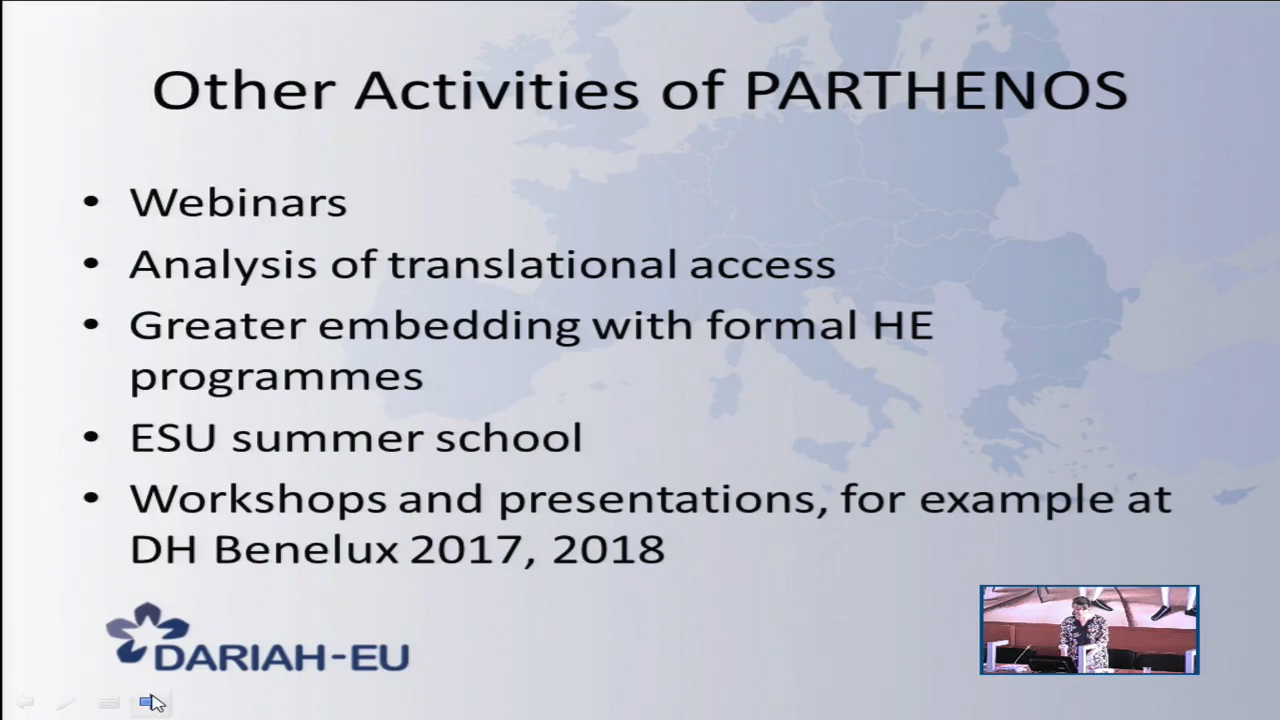 Other Activities of PARTHENOS
• Webinars
• Analysis of translational access
• Greater embedding with formal HE
programmes
• ESU summer school
• Workshops and presentations, for example at
DH Benelux 2017, 2018
DARIAH-EU